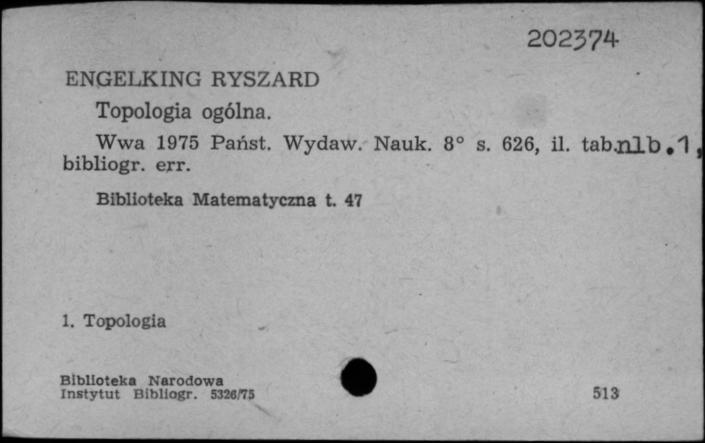 202374
ENGELKING RYSZARD
Topologia ogólna.
Wwa 1975 Państ. Wydaw. Nauk. 8° s. 626, il. tab.nlb.1,
bibliogr. err.
Biblioteka Matematyczna t. 47
1. Topologia
Biblioteka Narodowa
Instytut Bibliogr. 5326/75
513